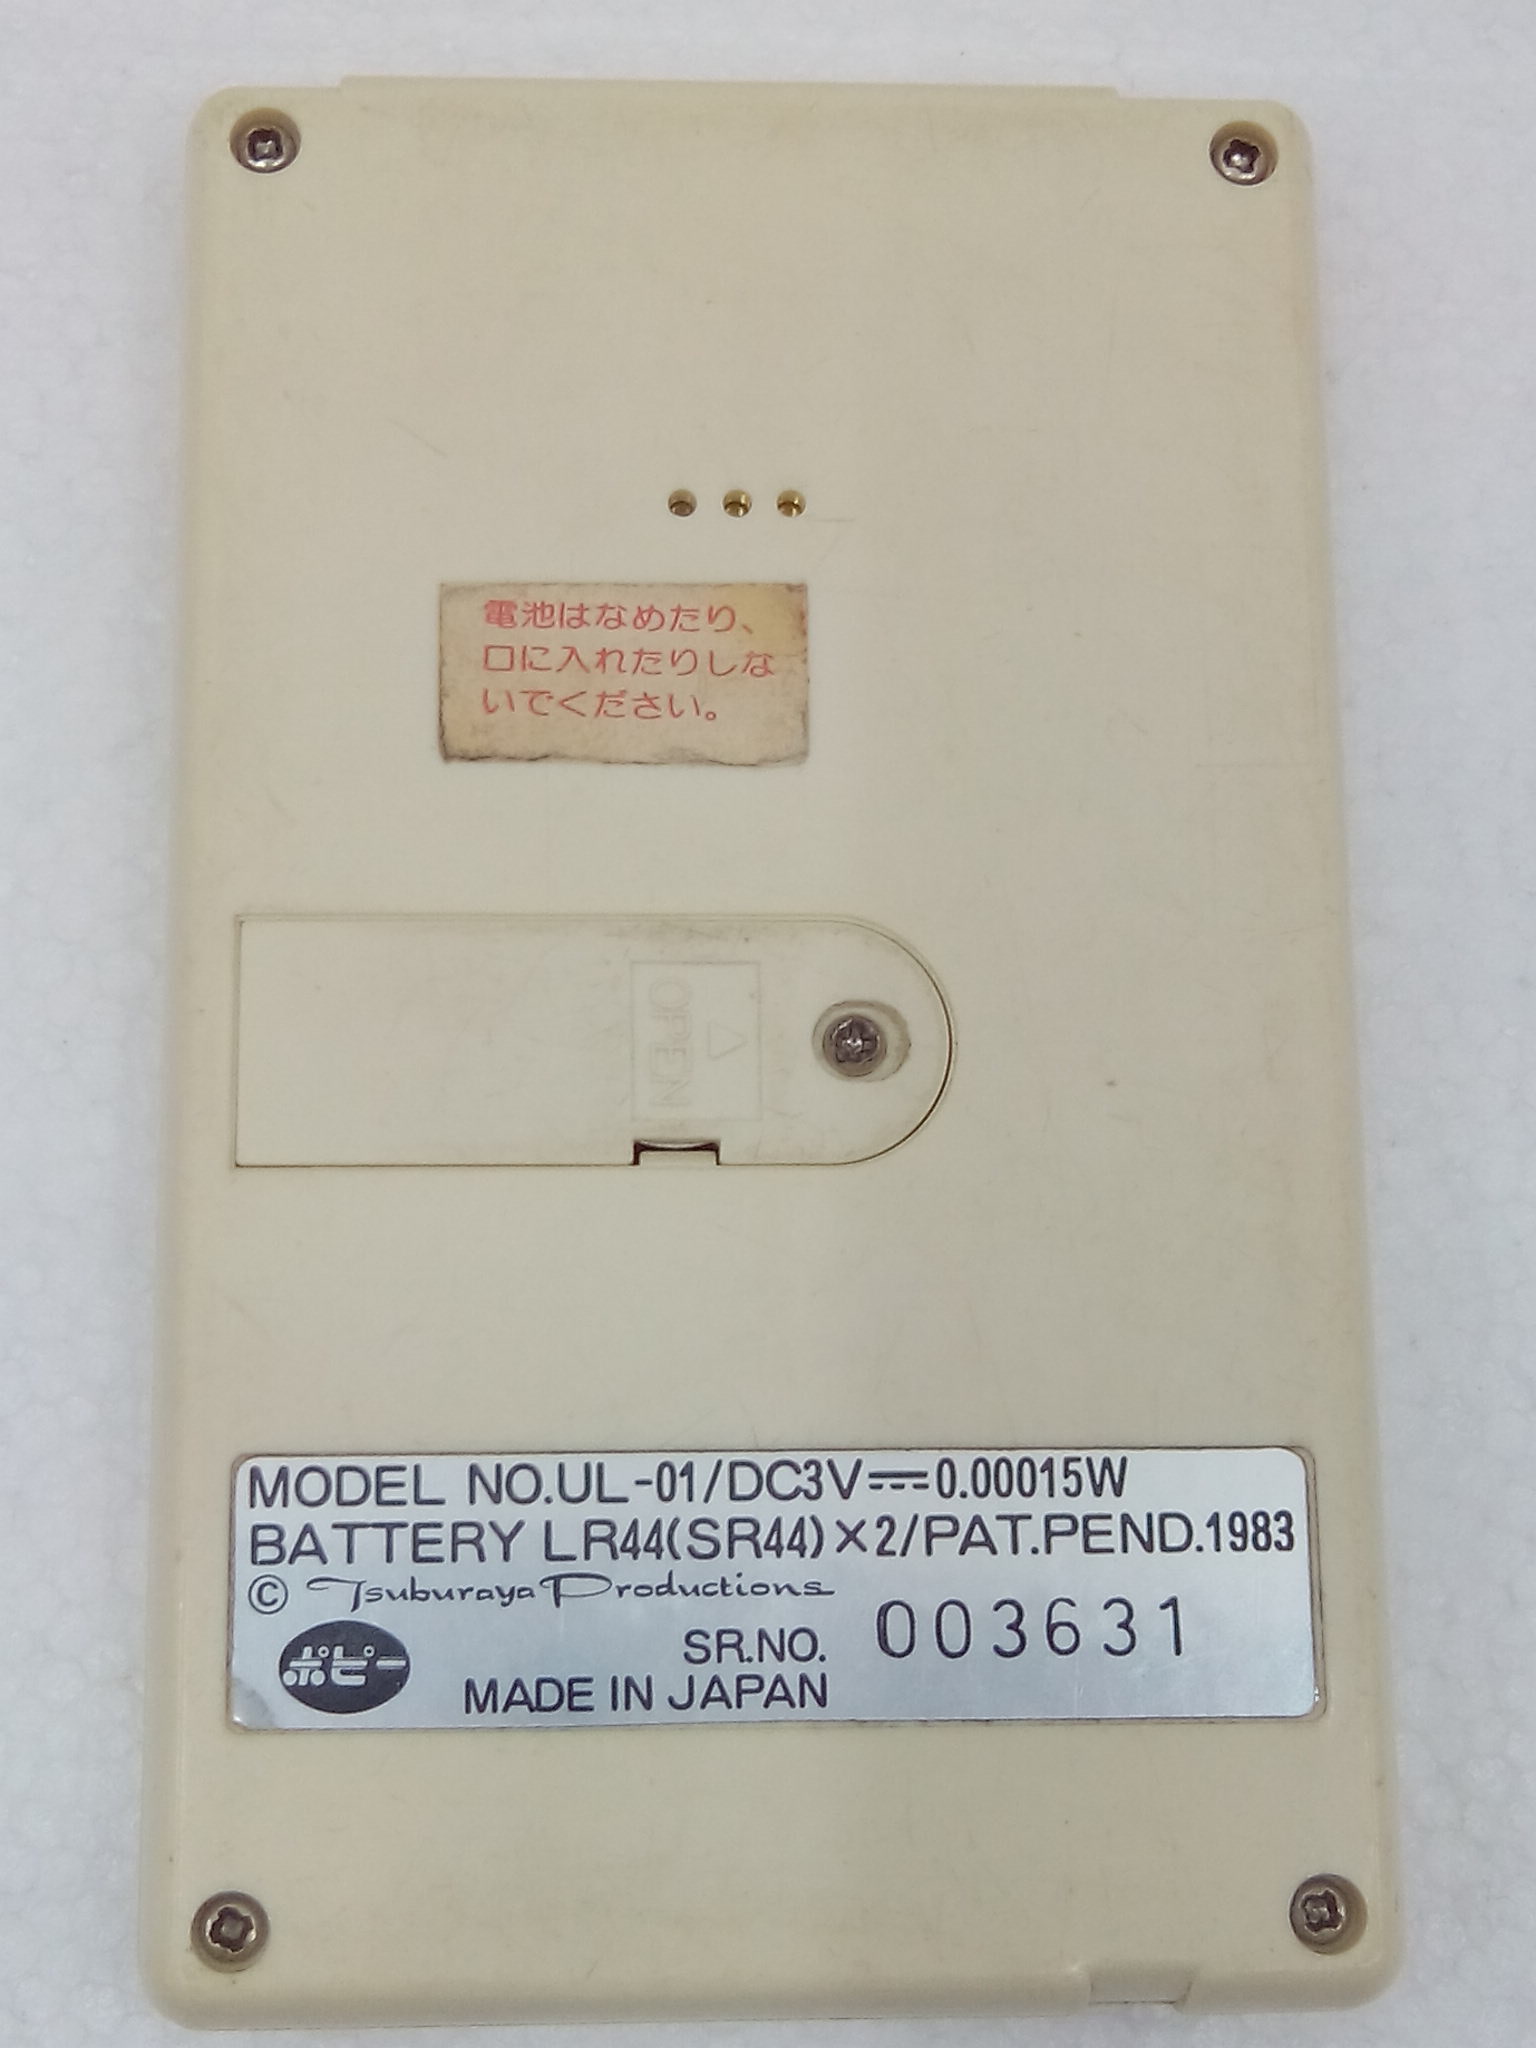 電池はなめたり、
口に入れたりしな
いでください。
OPEN
MODEL NO.UL-01/DC3V⎓0.00015W
BATTERY LR44(SR44)×2/PAT.PEND.1983
© Tsuburaya Productions
SR.NO. 003631
ポピー
MADE IN JAPAN